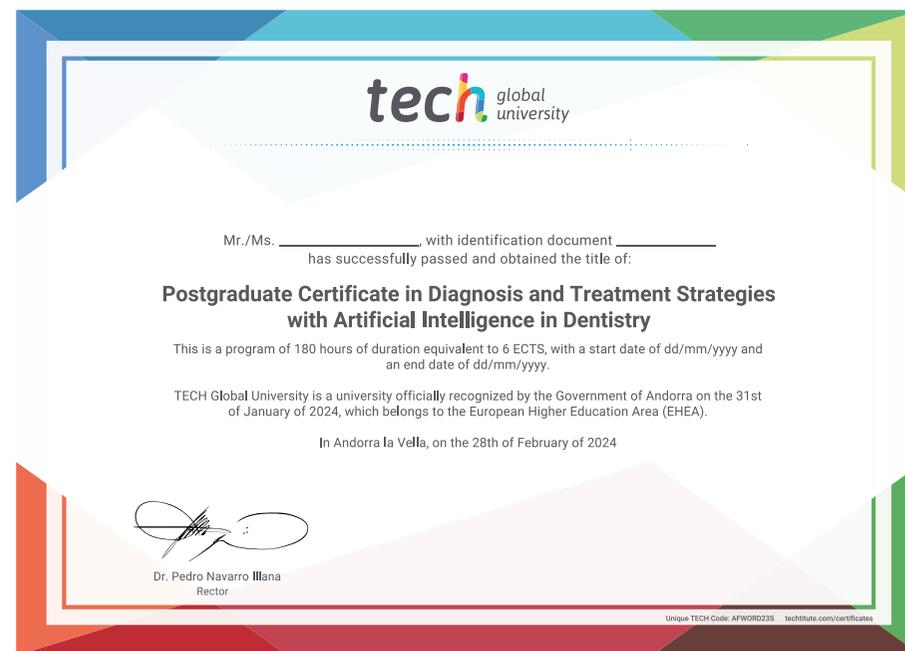 tech global
university
Mr./Ms. ____________, with identification document ____________
has successfully passed and obtained the title of:
Postgraduate Certificate in Diagnosis and Treatment Strategies
with Artificial Intelligence in Dentistry
This is a program of 180 hours of duration equivalent to 6 ECTS, with a start date of dd/mm/yyyy and
an end date of dd/mm/yyyy.
TECH Global University is a university officially recognized by the Government of Andorra on the 31st
of January of 2024, which belongs to the European Higher Education Area (EHEA).
In Andorra la Vella, on the 28th of February of 2024
Dr. Pedro Navarro Illana
Rector
Unique TECH Code: AFWORD23S techtitute.com/certificates